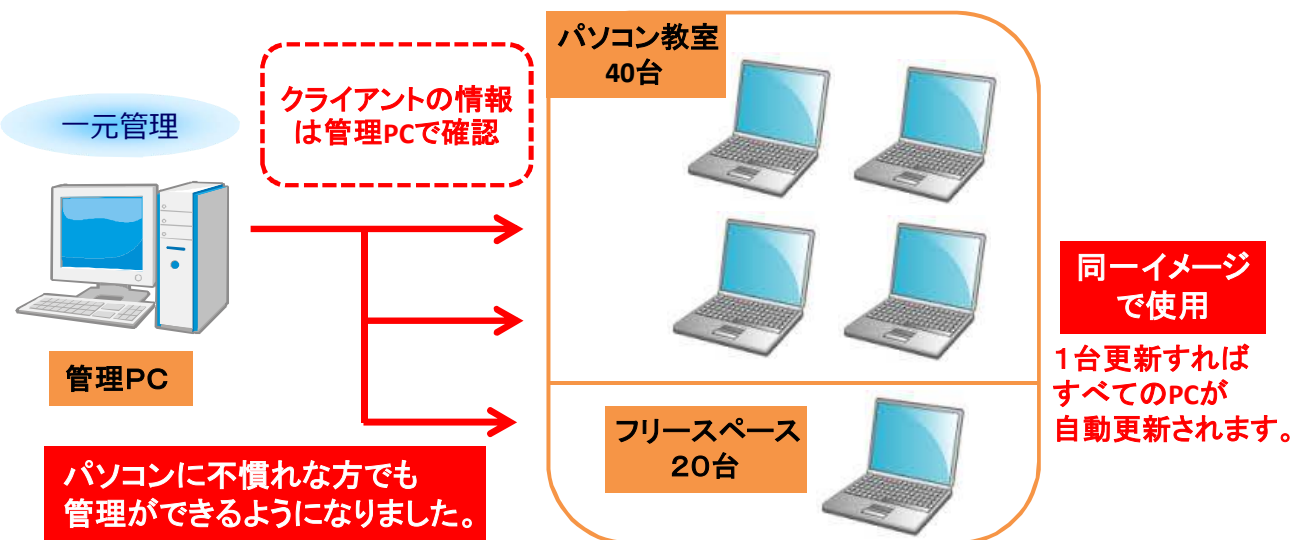 一元管理
管理PC
クライアントの情報
は管理PCで確認
パソコン教室
40台
フリースペース
20台
同一イメージ
で使用
1台更新すれば
すべてのPCが
自動更新されます。
パソコンに不慣れな方でも
管理ができるようになりました。